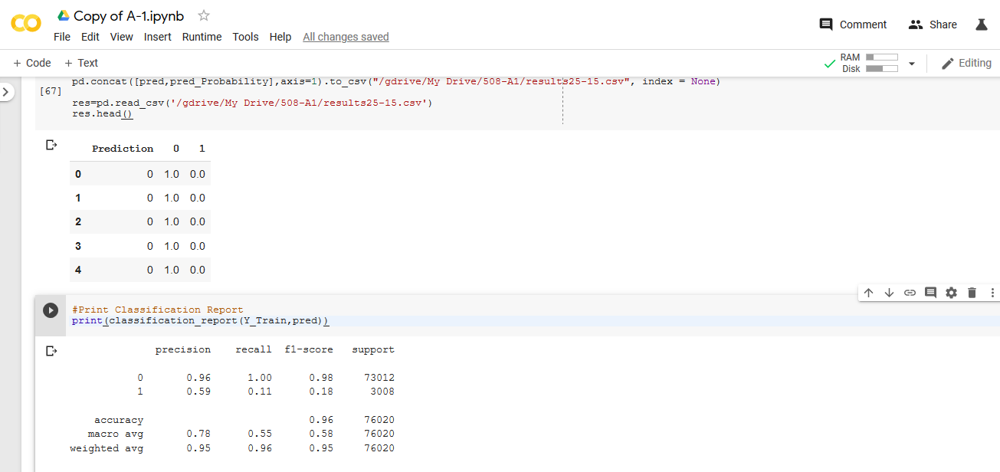 Copy of A-1.ipynb
File Edit View Insert Runtime Tools Help All changes saved
Comment Share
+ Code + Text
RAM
Disk
Editing
pd.concat([pred,pred_Probability],axis=1).to_csv("/gdrive/My Drive/508-A1/results25-15.csv", index = None)
[67]
res=pd.read_csv('/gdrive/My Drive/508-A1/results25-15.csv')
res.head()
Prediction 0 1
0 0 1.0 0.0
1 0 1.0 0.0
2 0 1.0 0.0
3 0 1.0 0.0
4 0 1.0 0.0
#Print Classification Report
print(classification_report(Y_Train,pred))
precision recall f1-score support
0 0.96 1.00 0.98 73012
1 0.59 0.11 0.18 3008
accuracy 0.96 76020
macro avg 0.78 0.55 0.58 76020
weighted avg 0.95 0.96 0.95 76020